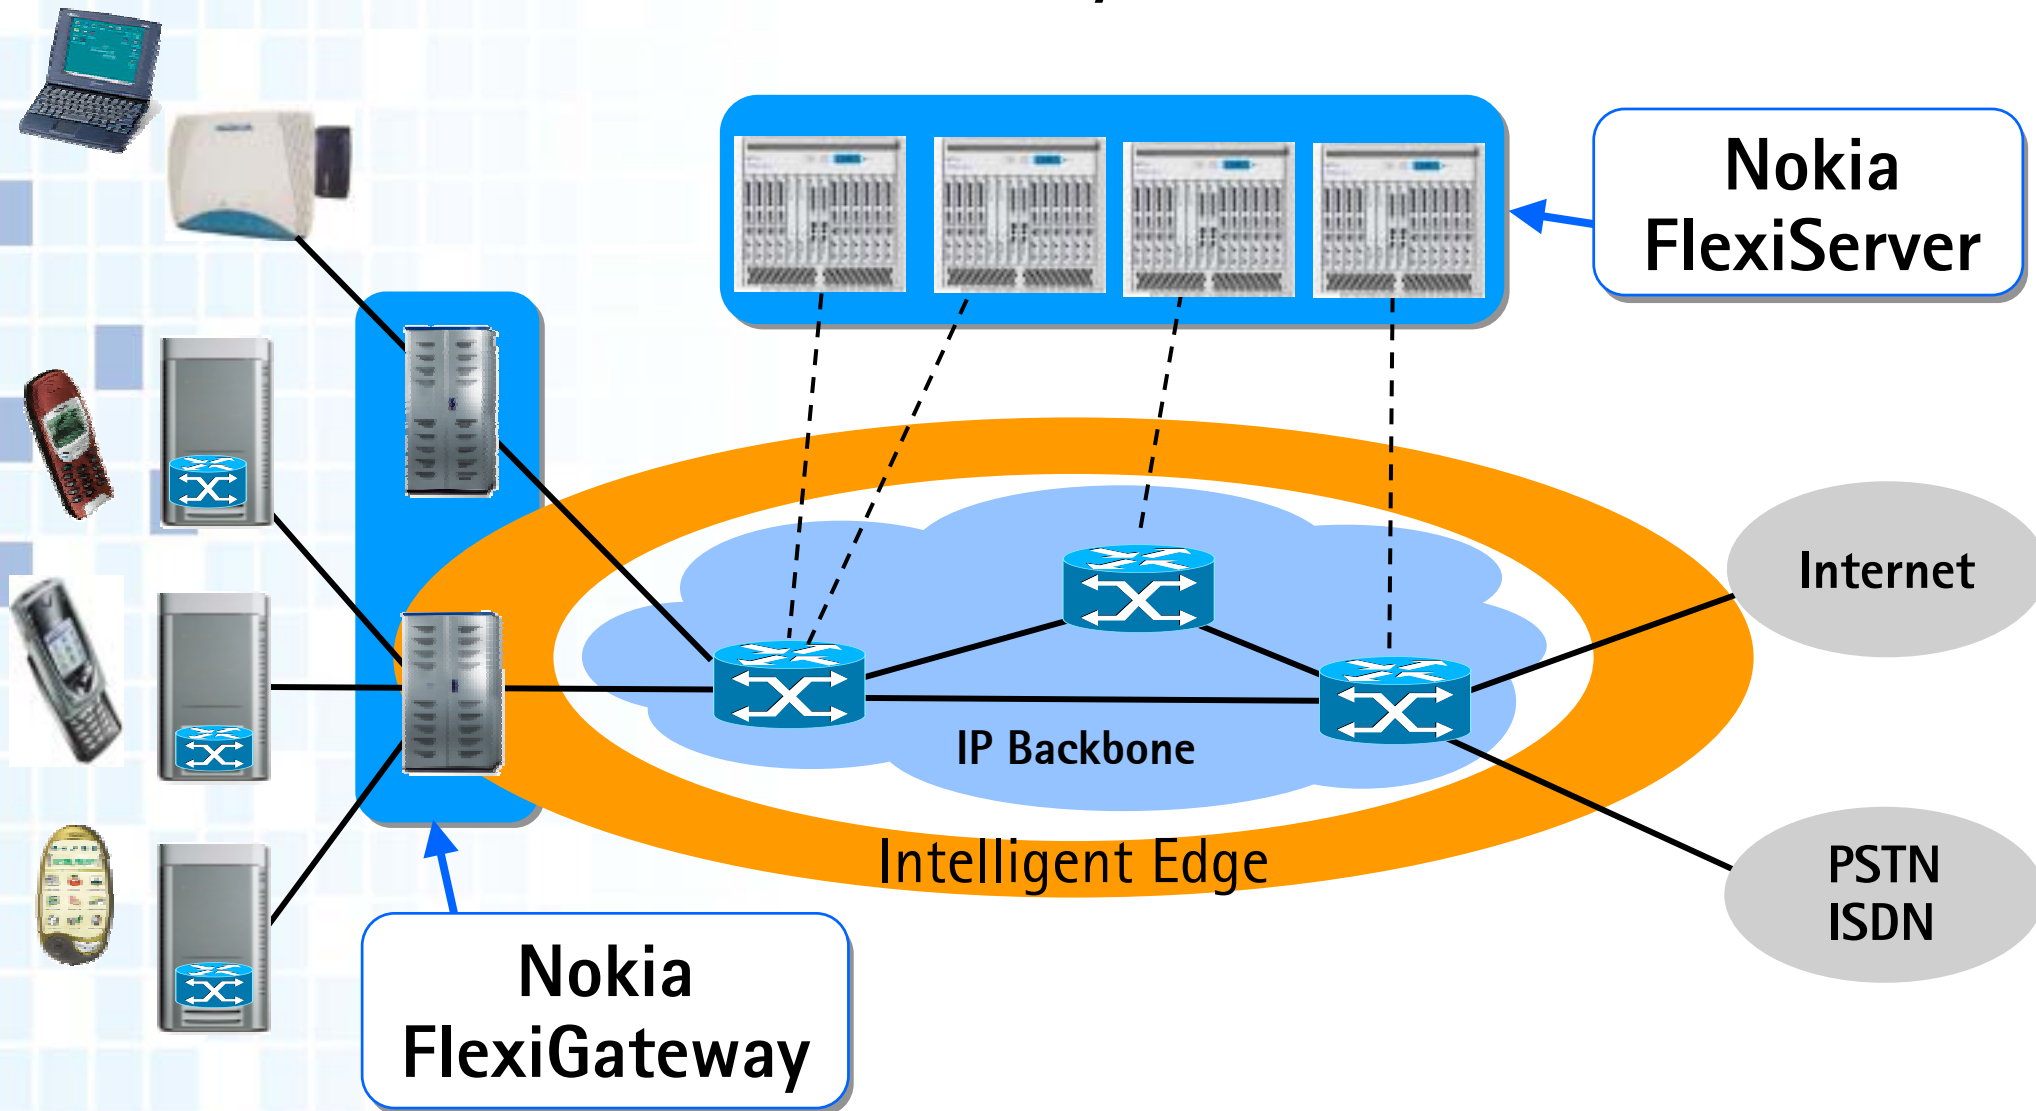 Nokia
FlexiServer
Internet
IP Backbone
Intelligent Edge
PSTN
ISDN
Nokia
FlexiGateway